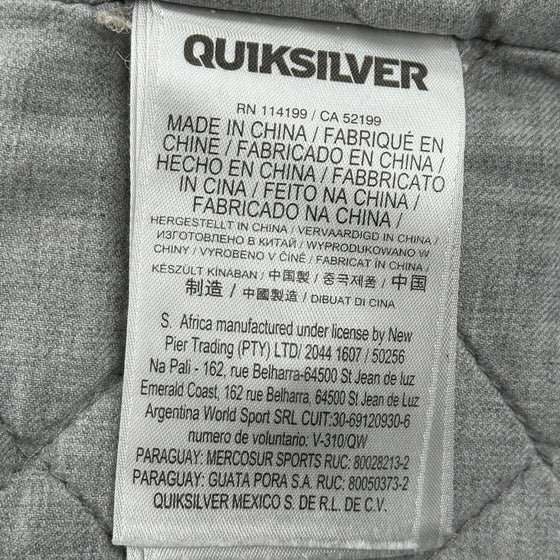 QUIKSILVER
RN 114199 / CA 52199
MADE IN CHINA / FABRIQUÉ EN
CHINE / FABRICADO EN CHINA /
HECHO EN CHINA / FABBRICATO
IN CINA / FEITO NA CHINA /
FABRICADO NA CHINA /
HERGESTELLT IN CHINA / VERVAARDIGD IN CHINA /
ИЗГОТОВЛЕНО В КИТАЙ / WYPRODUKOWANO W
CHINY / VYROBENO V ČÍNĚ / FABRICAT ÎN CHINA /
KÉSZÜLT KÍNÁBAN / 中国製 / 중국제품 / 中国
制造 / 中國製造 / DIBUAT DI CINA
S. Africa manufactured under license by New
Pier Trading (PTY) LTD/ 2044 1607 / 50256
Na Pali - 162, rue Belharra-64500 St Jean de luz
Emerald Coast, 162 rue Belharra, 64500 St Jean de Luz
Argentina World Sport SRL CUIT:30-69120930-6
numero de voluntario: V-310/QW
PARAGUAY: MERCOSUR SPORTS RUC: 80028213-2
PARAGUAY: GUATA PORA S.A. RUC: 80050373-2
QUIKSILVER MEXICO S. DE R.L. DE C.V.